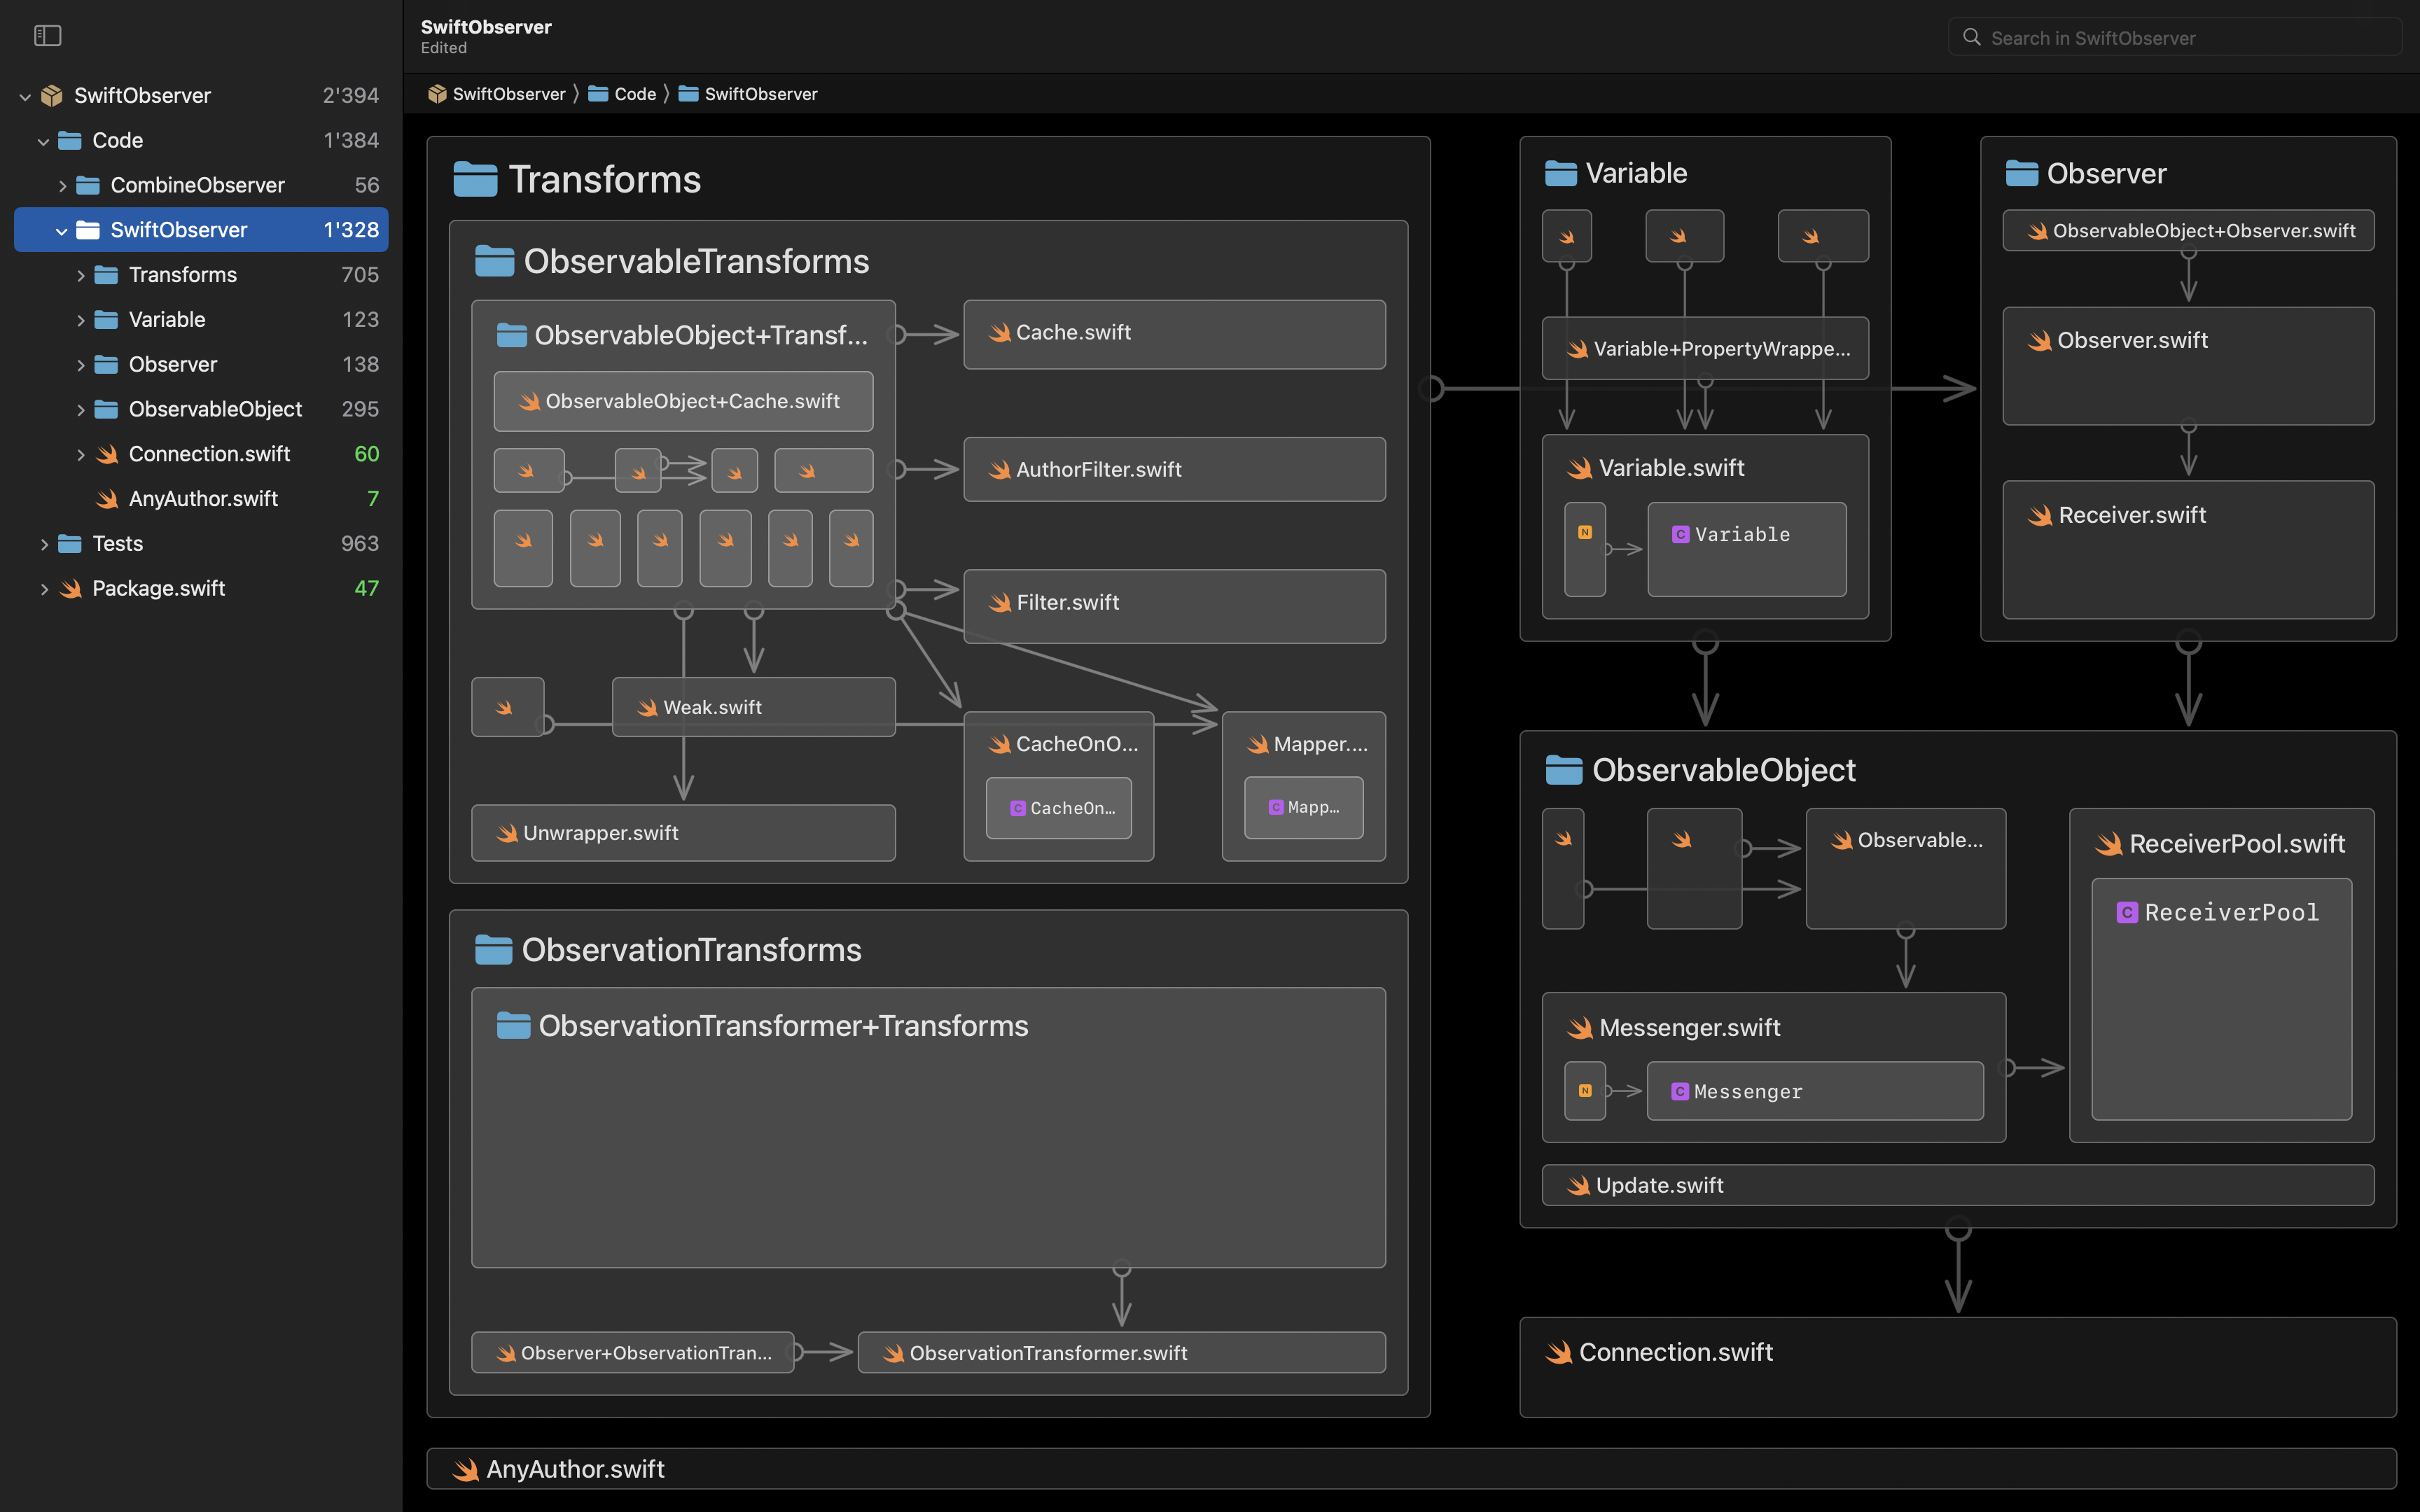 SwiftObserver 2'394
Code 1'384
CombineObserver 56
SwiftObserver 1'328
Transforms 705
Variable 123
Observer 138
ObservableObject 295
Connection.swift 60
AnyAuthor.swift 7
Tests 963
Package.swift 47
SwiftObserver
Edited
Search in SwiftObserver
SwiftObserver 〉 Code 〉 SwiftObserver
Transforms
ObservableTransforms
ObservableObject+Transf...
ObservableObject+Cache.swift
Cache.swift
AuthorFilter.swift
Filter.swift
Weak.swift
Unwrapper.swift
CacheOnO...
C CacheOn...
Mapper....
C Mapp...
ObservationTransforms
ObservationTransformer+Transforms
Observer+ObservationTran...
ObservationTransformer.swift
Variable
Variable+PropertyWrappe...
Variable.swift
N
C Variable
Observer
ObservableObject+Observer.swift
Observer.swift
Receiver.swift
ObservableObject
Observable...
Messenger.swift
N
C Messenger
ReceiverPool.swift
C ReceiverPool
Update.swift
Connection.swift
AnyAuthor.swift